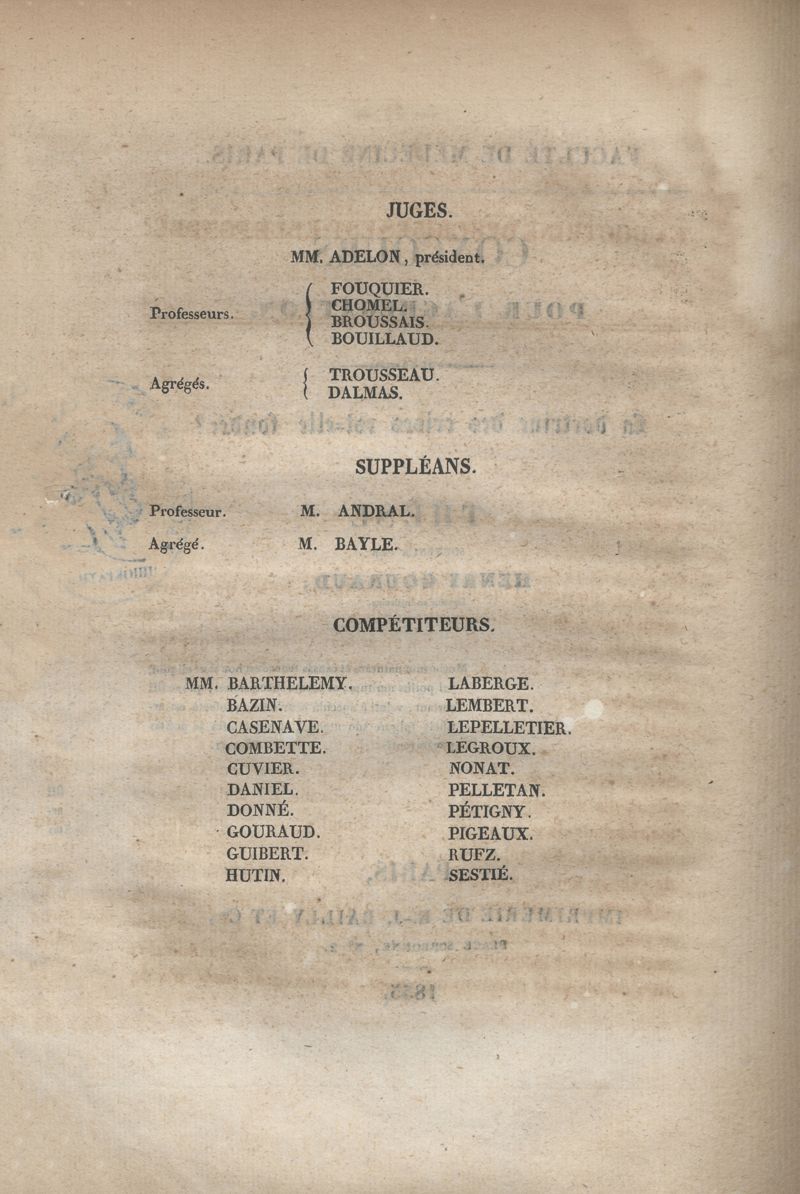 JUGES.
MM. ADELON, président.
Professeurs.
FOUQUIER.
CHOMEL.
BROUSSAIS.
BOUILLAUD.
Agrégés.
TROUSSEAU.
DALMAS.
SUPPLÉANS.
Professeur. M. ANDRAL.
Agrégé. M. BAYLE.
COMPÉTITEURS.
MM. BARTHELEMY.
BAZIN.
CASENAVE.
COMBETTE.
CUVIER.
DANIEL.
DONNÉ.
GOURAUD.
GUIBERT.
HUTIN.
LABERGE.
LEMBERT.
LEPELLETIER.
LEGROUX.
NONAT.
PELLETAN.
PÉTIGNY.
PIGEAUX.
RUFZ.
SESTIÉ.